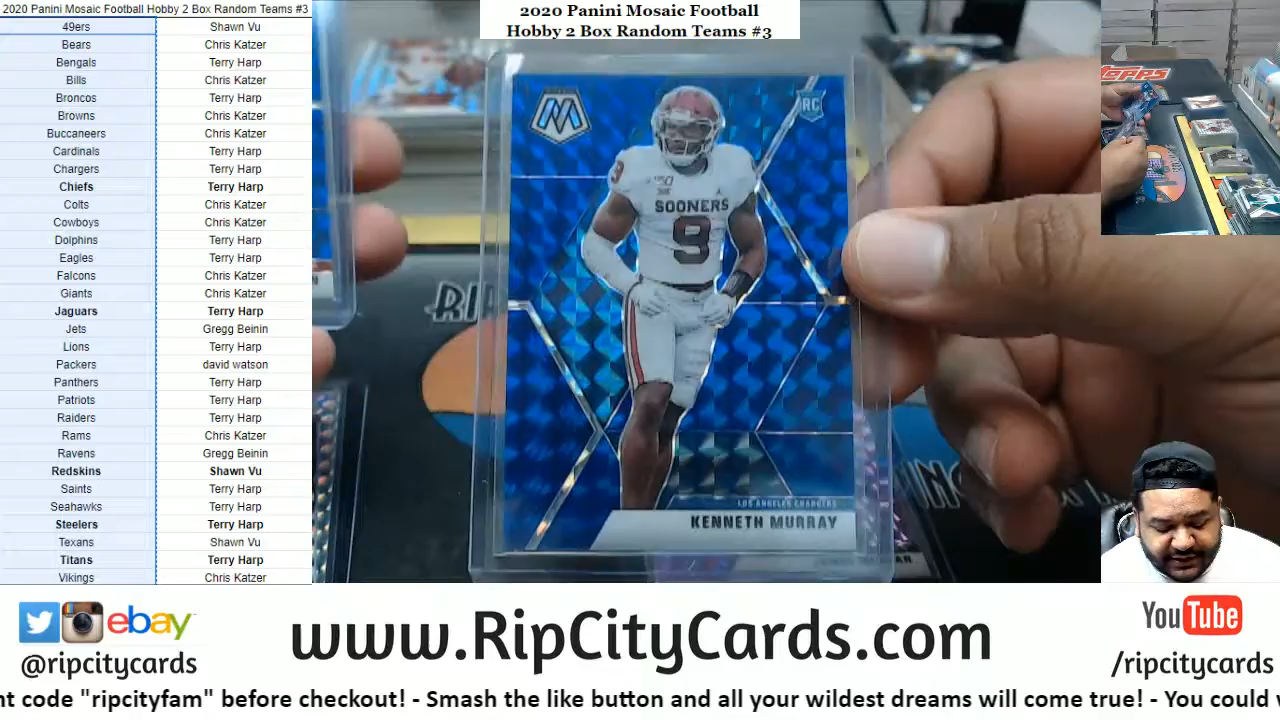 2020 Panini Mosaic Football Hobby 2 Box Random Teams #3
49ers Shawn Vu
Bears Chris Katzer
Bengals Terry Harp
Bills Chris Katzer
Broncos Terry Harp
Browns Chris Katzer
Buccaneers Chris Katzer
Cardinals Terry Harp
Chargers Terry Harp
Chiefs Terry Harp
Colts Chris Katzer
Cowboys Chris Katzer
Dolphins Terry Harp
Eagles Terry Harp
Falcons Chris Katzer
Giants Chris Katzer
Jaguars Terry Harp
Jets Gregg Beinin
Lions Terry Harp
Packers david watson
Panthers Terry Harp
Patriots Terry Harp
Raiders Terry Harp
Rams Chris Katzer
Ravens Gregg Beinin
Redskins Shawn Vu
Saints Terry Harp
Seahawks Terry Harp
Steelers Terry Harp
Texans Shawn Vu
Titans Terry Harp
Vikings Chris Katzer
2020 Panini Mosaic Football
Hobby 2 Box Random Teams #3
RC
SOONERS
9
LOS ANGELES CHARGERS
KENNETH MURRAY
RIP
topps
ebay
@ripcitycards
www.RipCityCards.com
YouTube
/ripcitycards
nt code "ripcityfam" before checkout! - Smash the like button and all your wildest dreams will come true! - You could w